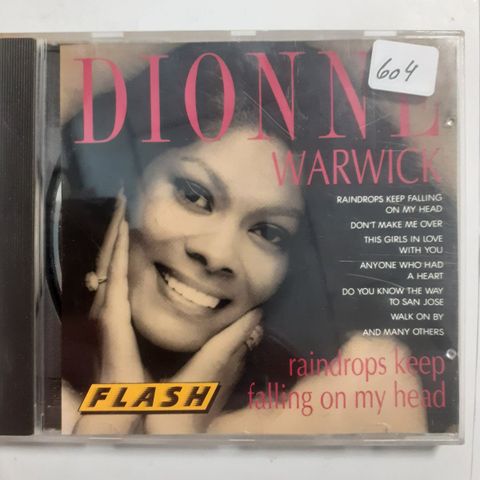 DIONNE
604
WARWICK
RAINDROPS KEEP FALLING
ON MY HEAD
DON'T MAKE ME OVER
THIS GIRLS IN LOVE
WITH YOU
ANYONE WHO HAD
A HEART
DO YOU KNOW THE WAY
TO SAN JOSE
WALK ON BY
AND MANY OTHERS
raindrops keep
falling on my head
FLASH